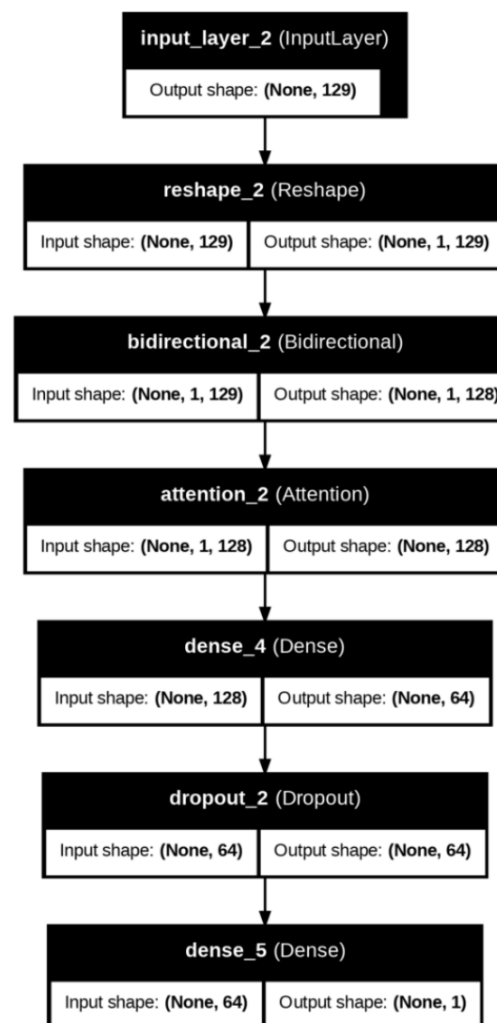 input_layer_2 (InputLayer)
Output shape: (None, 129)
reshape_2 (Reshape)
Input shape: (None, 129) Output shape: (None, 1, 129)
bidirectional_2 (Bidirectional)
Input shape: (None, 1, 129) Output shape: (None, 1, 128)
attention_2 (Attention)
Input shape: (None, 1, 128) Output shape: (None, 128)
dense_4 (Dense)
Input shape: (None, 128) Output shape: (None, 64)
dropout_2 (Dropout)
Input shape: (None, 64) Output shape: (None, 64)
dense_5 (Dense)
Input shape: (None, 64) Output shape: (None, 1)